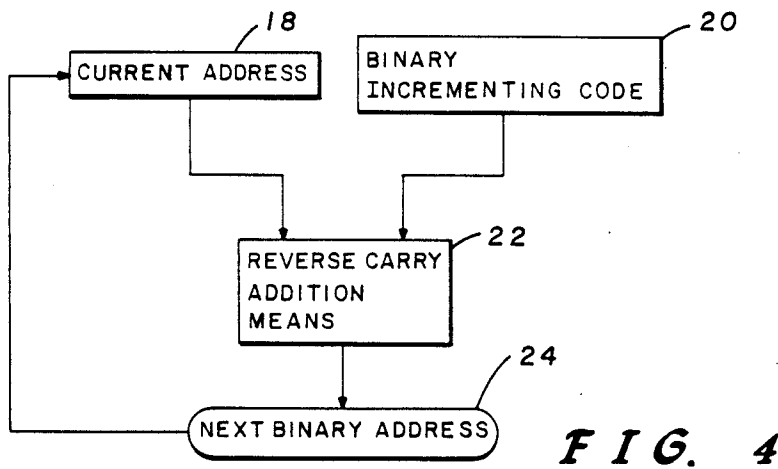 18
CURRENT ADDRESS
20
BINARY
INCREMENTING CODE
22
REVERSE CARRY
ADDITION
MEANS
24
NEXT BINARY ADDRESS
FIG. 4